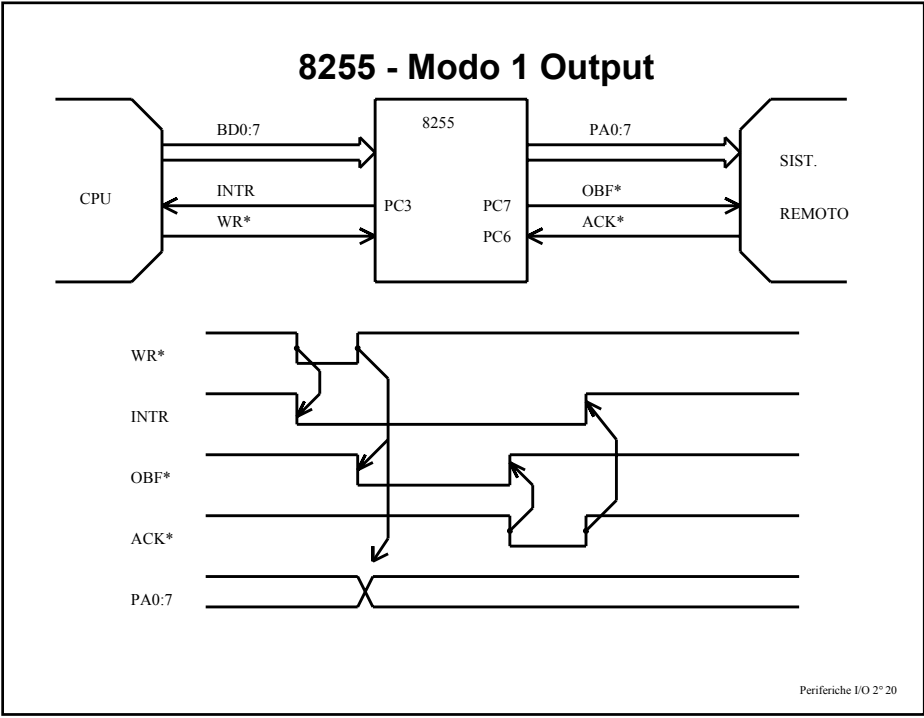 8255 - Modo 1 Output
8255
BD0:7
PA0:7
SIST.
CPU
INTR
PC3
PC7
OBF*
REMOTO
WR*
PC6
ACK*
WR*
INTR
OBF*
ACK*
PA0:7
Periferiche I/O 2° 20